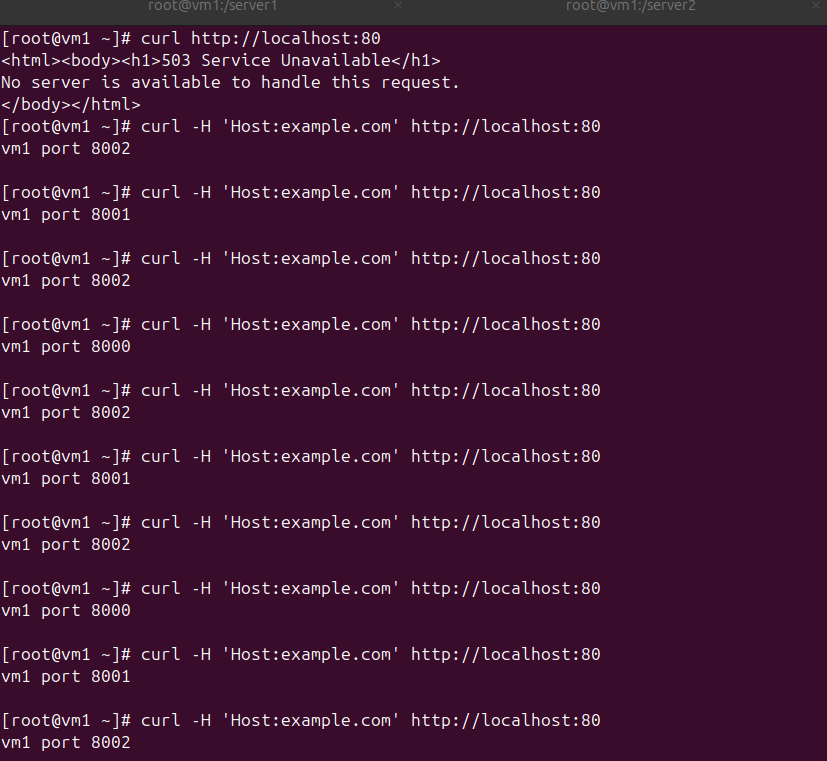 root@vm1:/server1 × root@vm1:/server2 ×
[root@vm1 ~]# curl http://localhost:80
<html><body><h1>503 Service Unavailable</h1>
No server is available to handle this request.
</body></html>
[root@vm1 ~]# curl -H 'Host:example.com' http://localhost:80
vm1 port 8002
[root@vm1 ~]# curl -H 'Host:example.com' http://localhost:80
vm1 port 8001
[root@vm1 ~]# curl -H 'Host:example.com' http://localhost:80
vm1 port 8002
[root@vm1 ~]# curl -H 'Host:example.com' http://localhost:80
vm1 port 8000
[root@vm1 ~]# curl -H 'Host:example.com' http://localhost:80
vm1 port 8002
[root@vm1 ~]# curl -H 'Host:example.com' http://localhost:80
vm1 port 8001
[root@vm1 ~]# curl -H 'Host:example.com' http://localhost:80
vm1 port 8002
[root@vm1 ~]# curl -H 'Host:example.com' http://localhost:80
vm1 port 8000
[root@vm1 ~]# curl -H 'Host:example.com' http://localhost:80
vm1 port 8001
[root@vm1 ~]# curl -H 'Host:example.com' http://localhost:80
vm1 port 8002